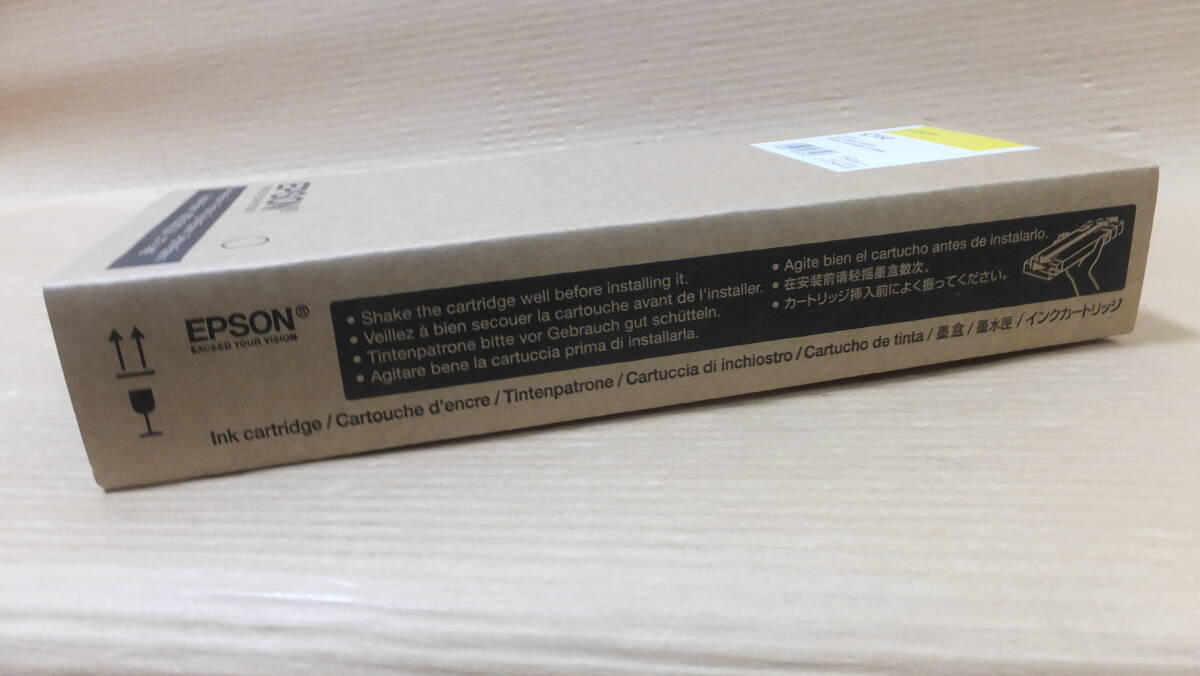 EPSON®
EXCEED YOUR VISION
• Shake the cartridge well before installing it.
• Veillez à bien secouer la cartouche avant de l'installer.
• Tintenpatrone bitte vor Gebrauch gut schütteln.
• Agitare bene la cartuccia prima di installarla.
• Agite bien el cartucho antes de instalarlo.
• 在安装前请轻摇墨盒数次。
• カートリッジ挿入前によく振ってください。
Ink cartridge / Cartouche d'encre / Tintenpatrone / Cartuccia di inchiostro / Cartucho de tinta / 墨盒 / 墨水匣 / インクカートリッジ
EPSON